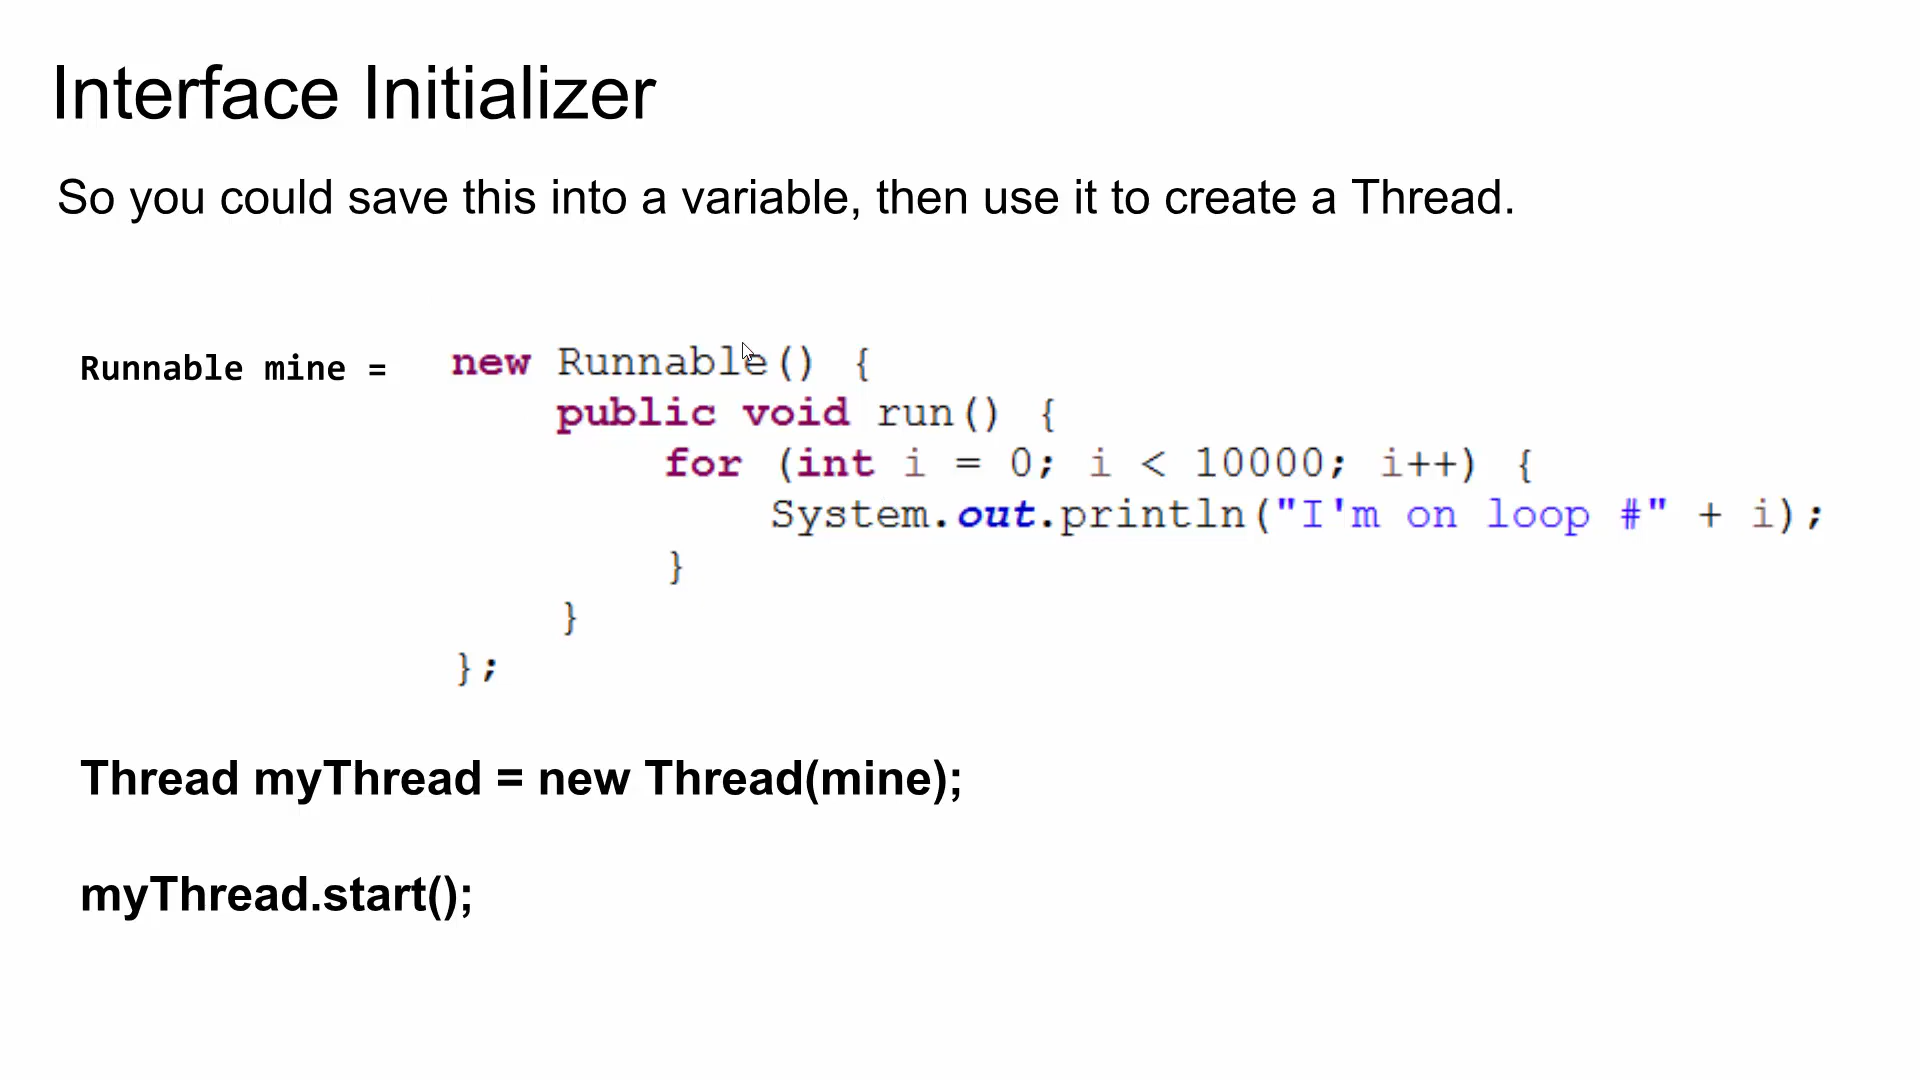 Interface Initializer
So you could save this into a variable, then use it to create a Thread.
Runnable mine = new Runnable() {
public void run() {
for (int i = 0; i < 10000; i++) {
System.out.println("I'm on loop #" + i);
}
}
};
Thread myThread = new Thread(mine);
myThread.start();